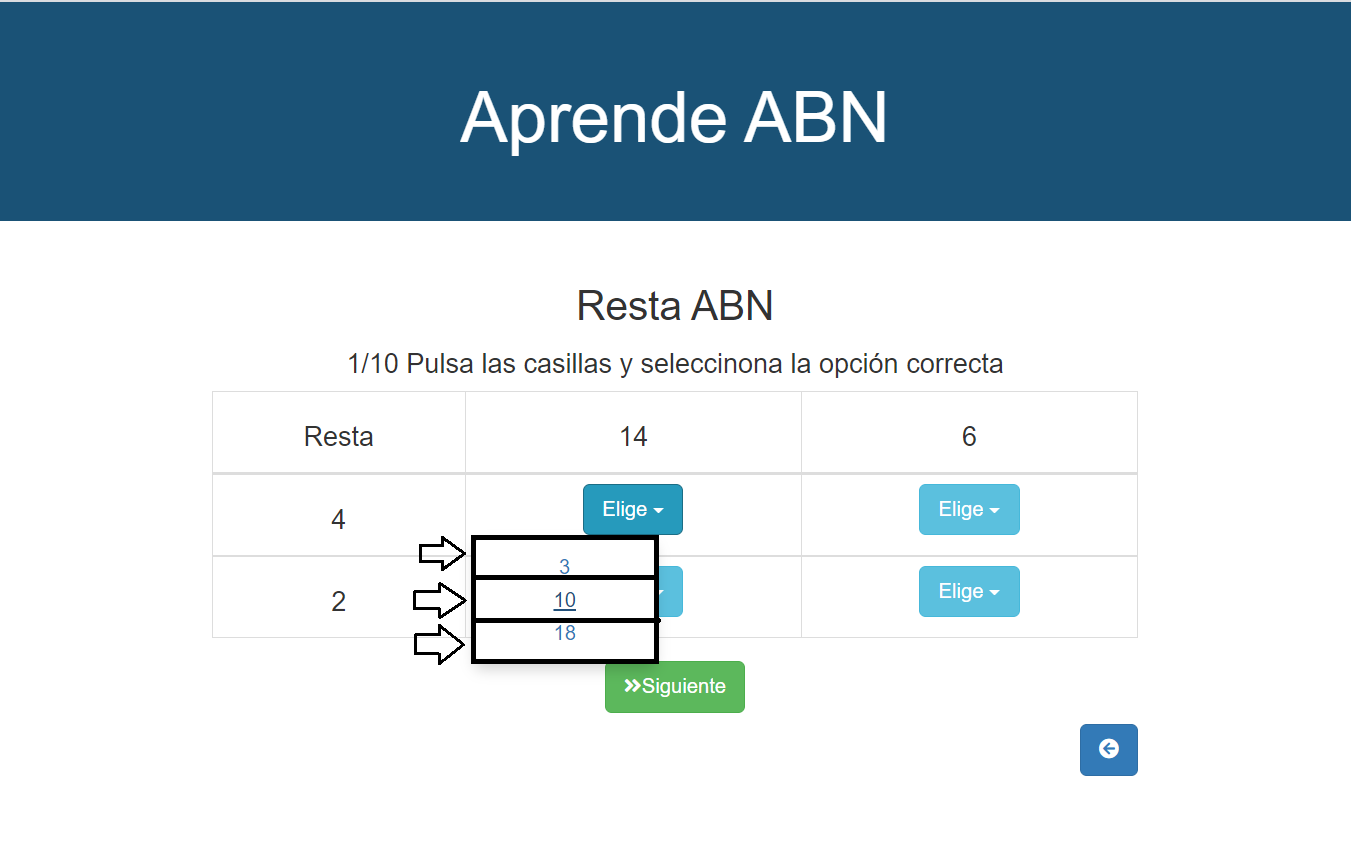 Aprende ABN
Resta ABN
1/10 Pulsa las casillas y seleccinona la opción correcta
Resta 14 6
4 Elige Elige
3
2 10 Elige
18
Siguiente